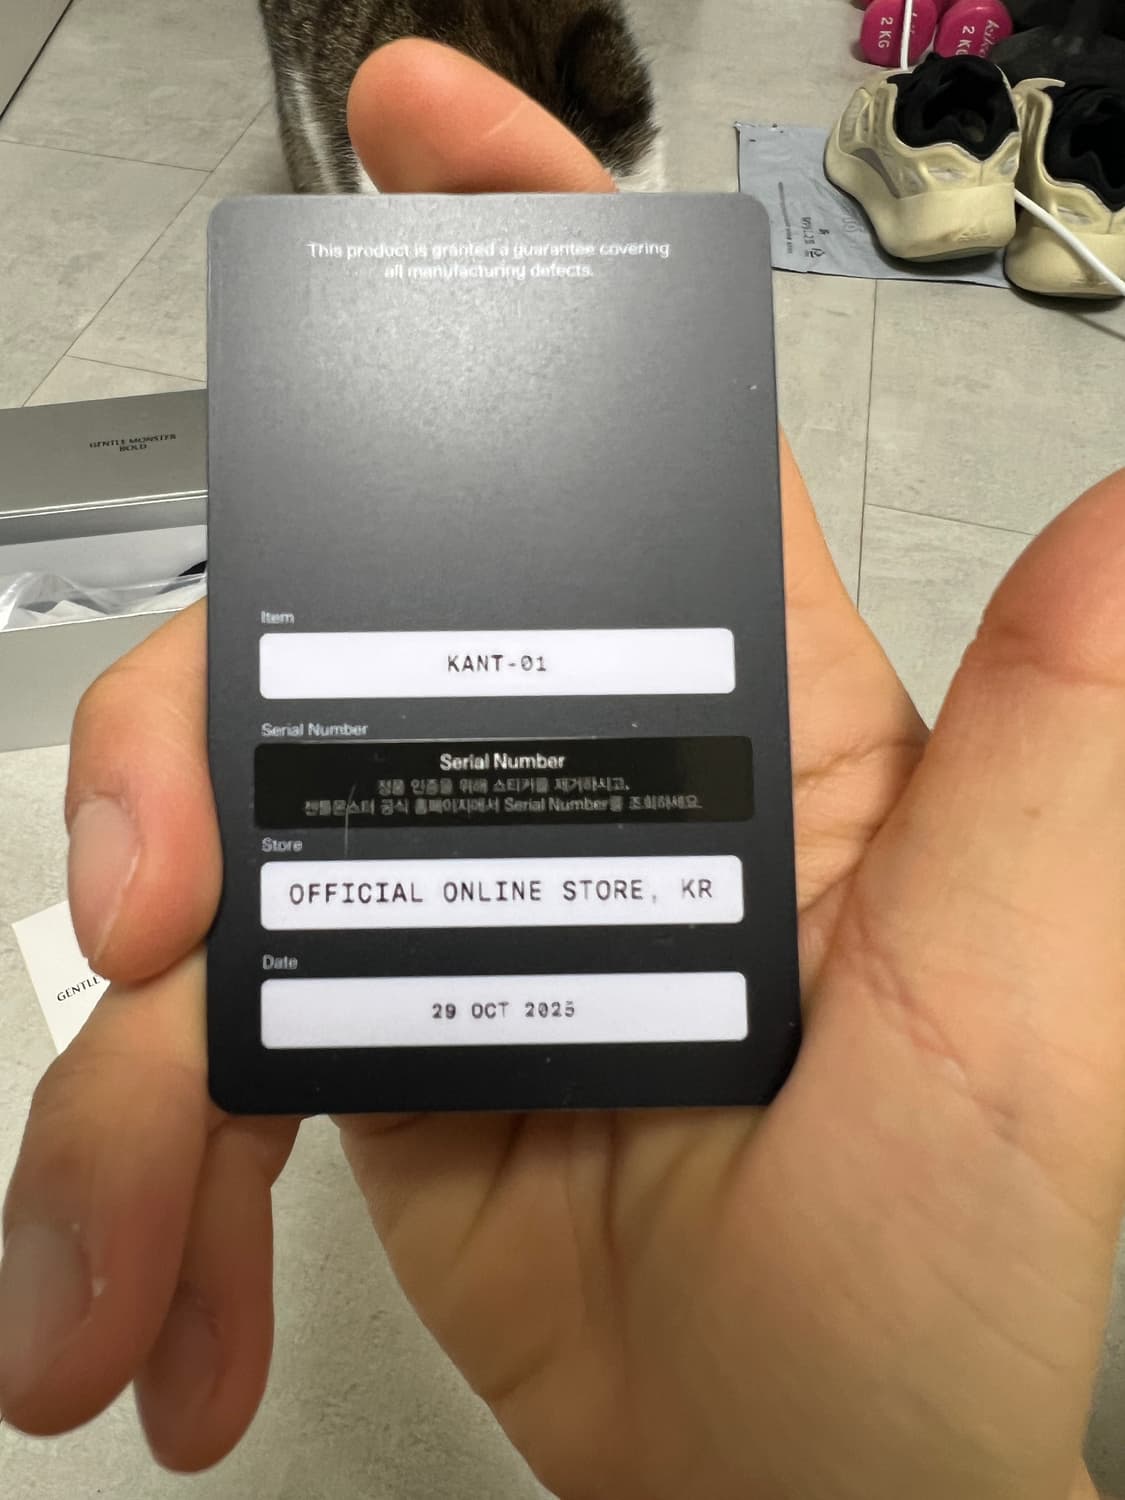 2 KG
2 KG
GENTLE MONSTER
BOLD
This product is granted a guarantee covering
all manufacturing defects.
Item
KANT-01
Serial Number
Serial Number
정품 인증을 위해 스티커를 제거하시고,
젠틀몬스터 공식 홈페이지에서 Serial Number를 조회하세요.
Store
OFFICIAL ONLINE STORE, KR
Date
29 OCT 2025
GENTLE